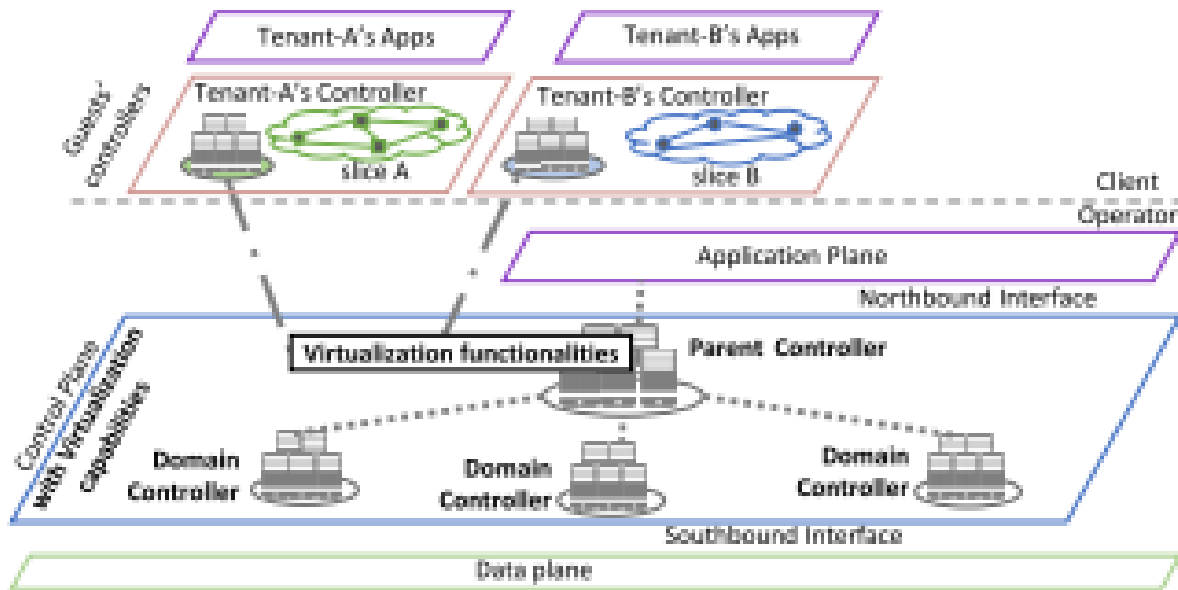 Tenant-A's Apps
Tenant-B's Apps
Guests'
controllers
Tenant-A's Controller
slice A
Tenant-B's Controller
slice B
Client
Operator
Application Plane
Northbound Interface
Control Plane
with Virtualization
capabilities
Virtualization functionalities
Parent Controller
Domain
Controller
Domain
Controller
Domain
Controller
Southbound Interface
Data plane